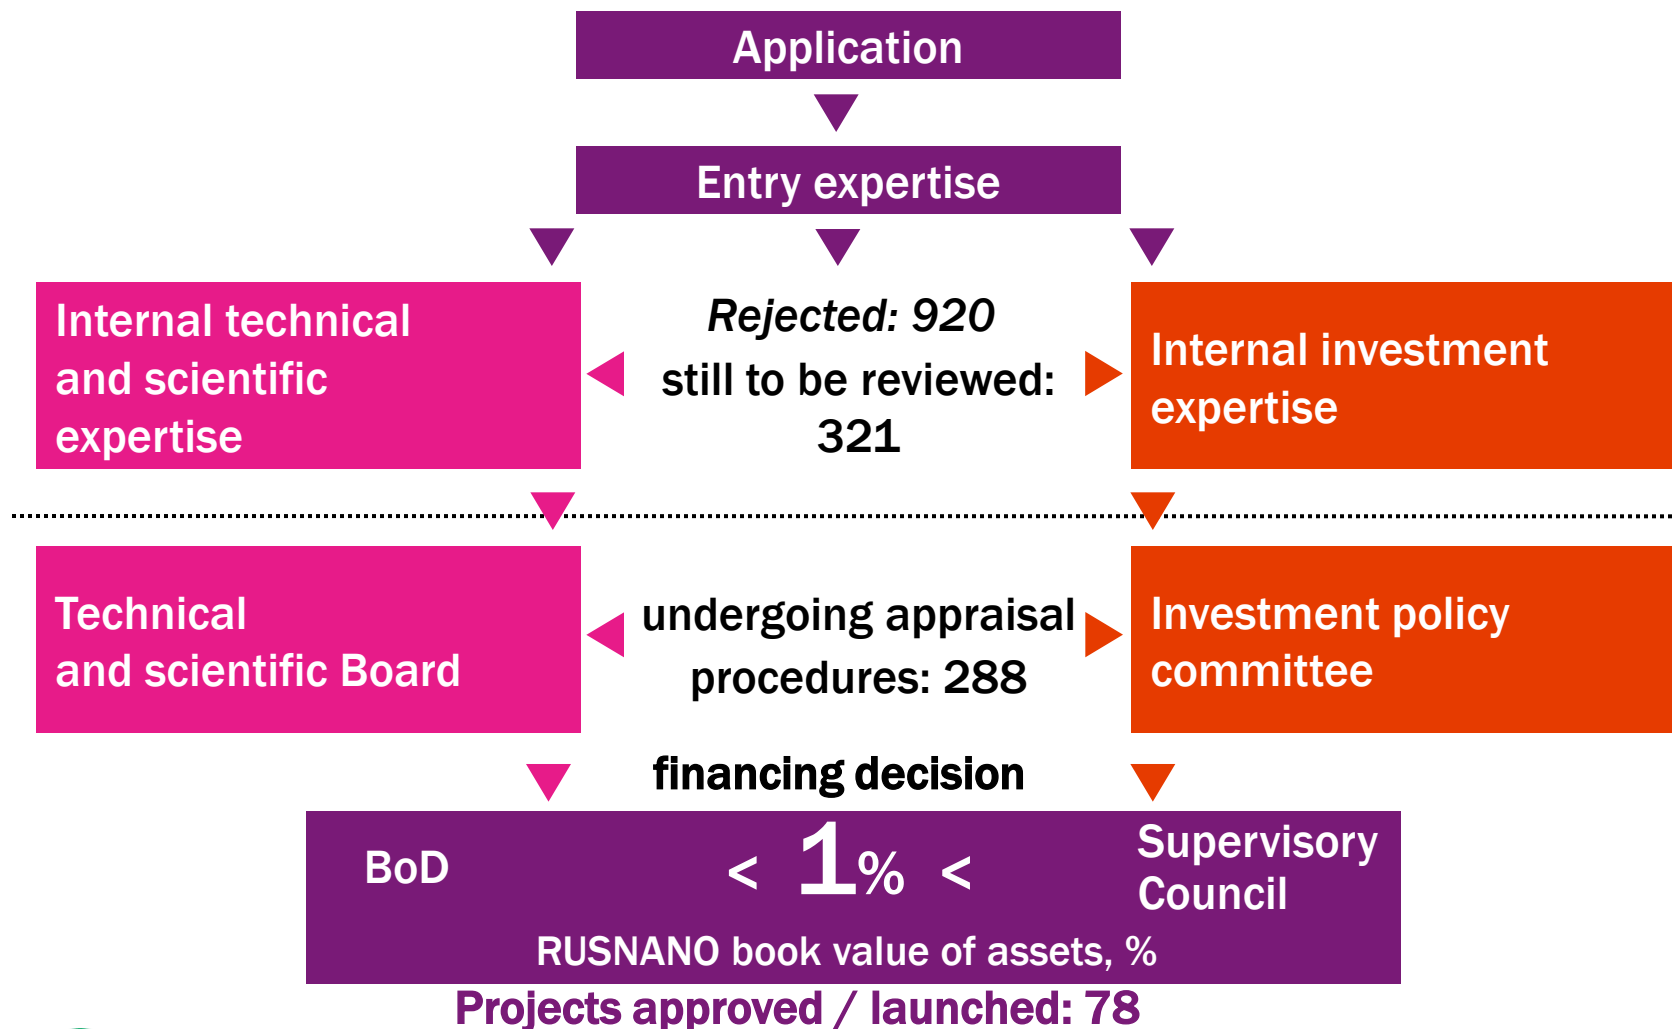 Application
Entry expertise
Internal technical
and scientific
expertise
Rejected: 920
still to be reviewed:
321
Internal investment
expertise
Technical
and scientific Board
undergoing appraisal
procedures: 288
Investment policy
committee
financing decision
BoD
< 1% <
Supervisory
Council
RUSNANO book value of assets, %
Projects approved / launched: 78